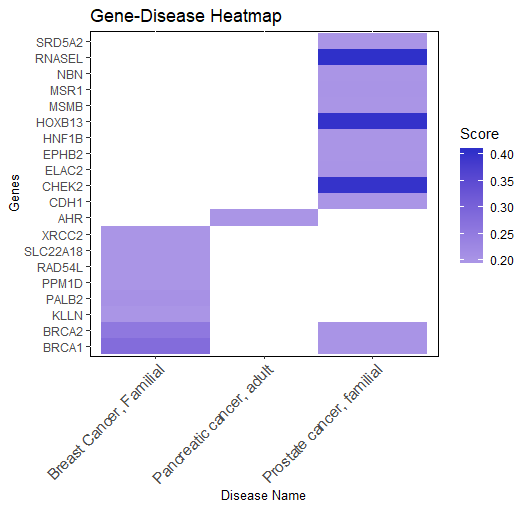 Gene-Disease Heatmap
SRD5A2
RNASEL
NBN
MSR1
MSMB
HOXB13
HNF1B
EPHB2
ELAC2
CHEK2
CDH1
AHR
XRCC2
SLC22A18
RAD54L
PPM1D
PALB2
KLLN
BRCA2
BRCA1
Genes
Breast Cancer, Familial
Pancreatic cancer, adult
Prostate cancer, familial
Disease Name
Score
0.40
0.35
0.30
0.25
0.20